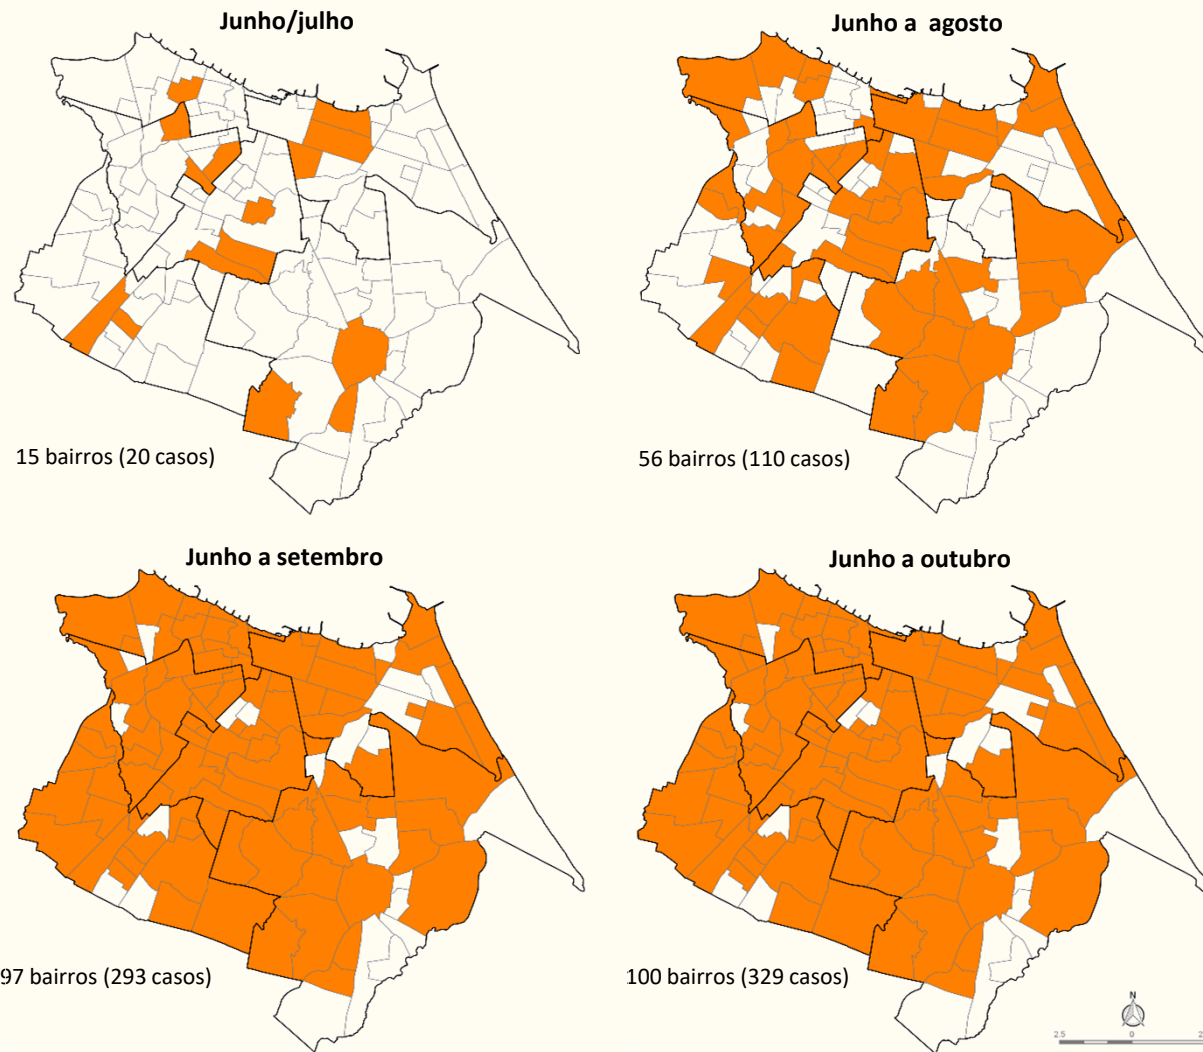 Junho/julho
Junho a agosto
15 bairros (20 casos)
56 bairros (110 casos)
Junho a setembro
Junho a outubro
97 bairros (293 casos)
100 bairros (329 casos)
N
2.5 0 2